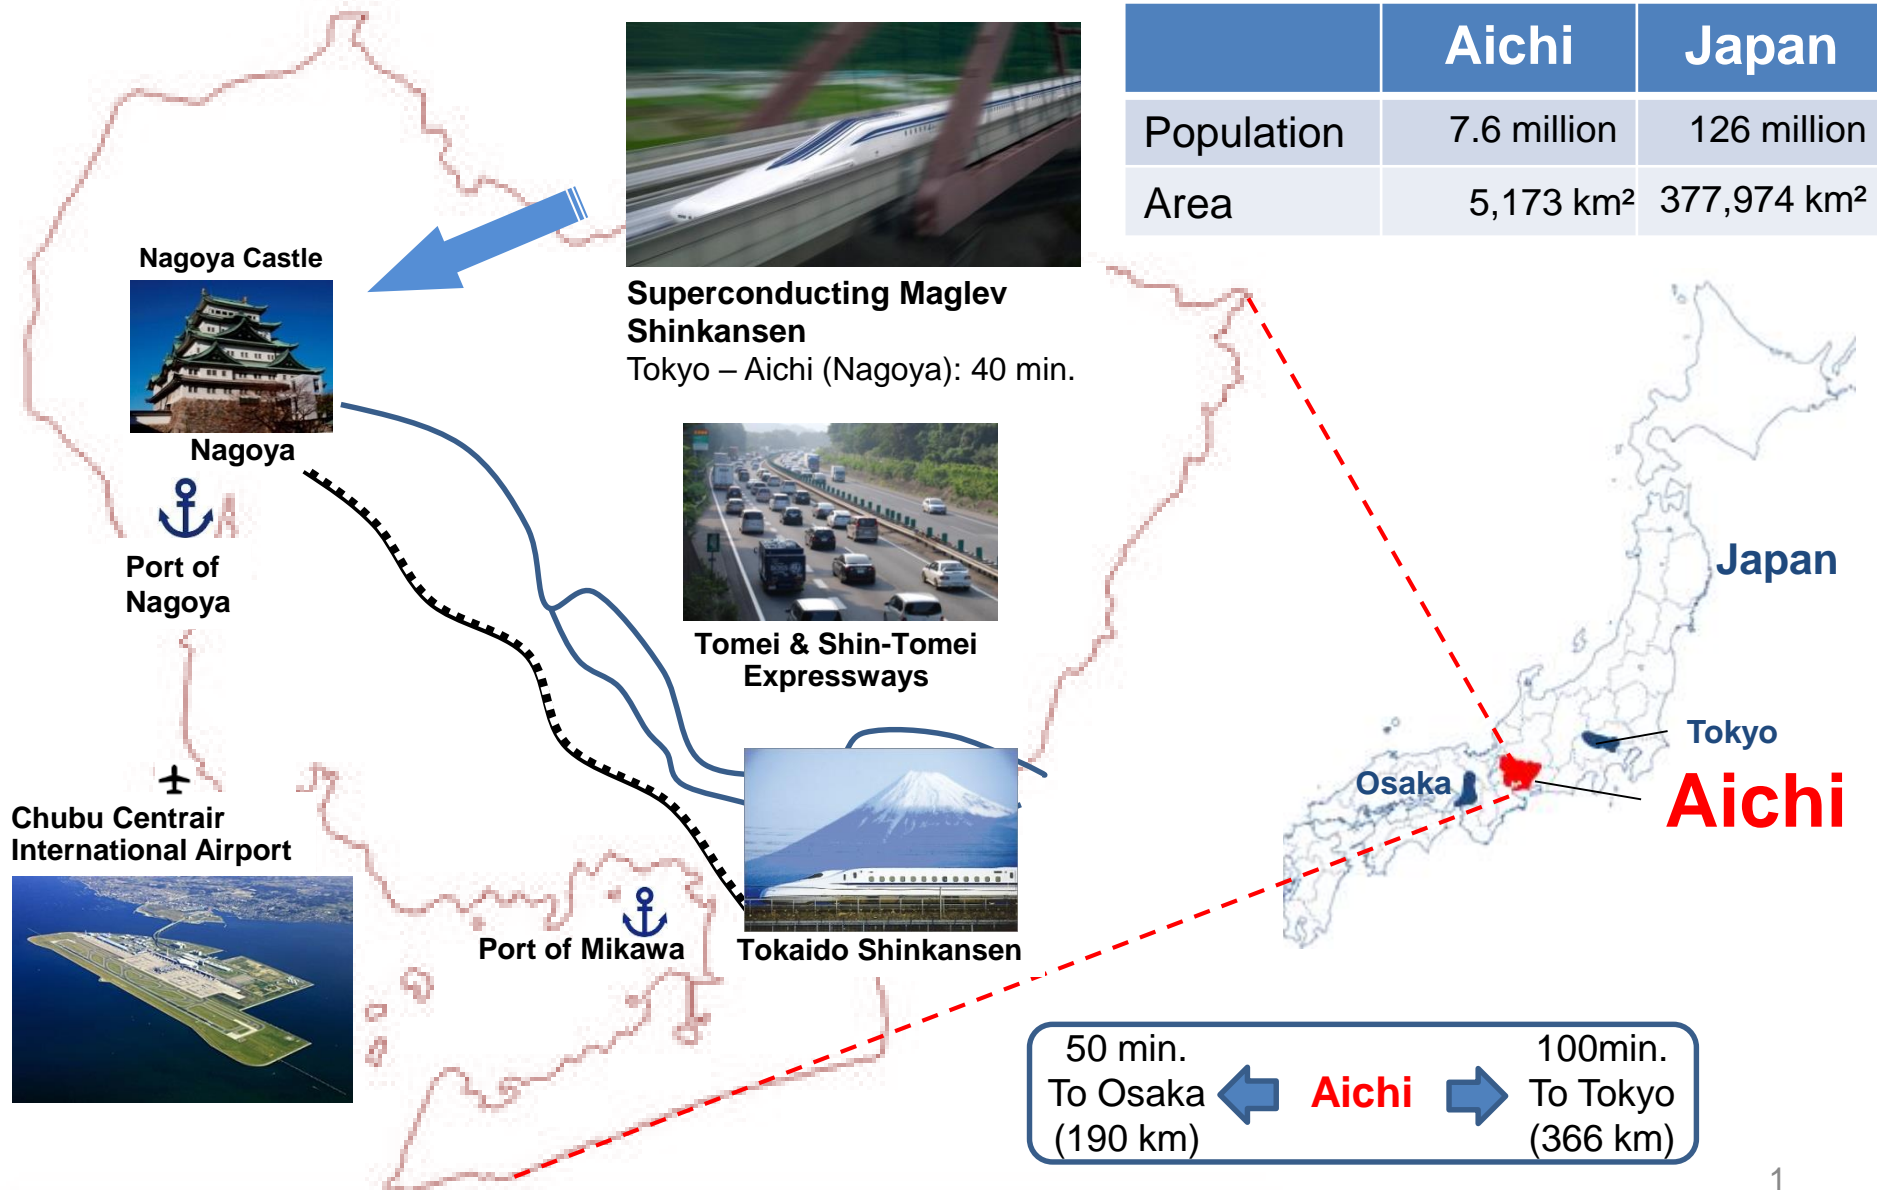 Aichi Japan
Population 7.6 million 126 million
Area 5,173 km² 377,974 km²
Nagoya Castle
Superconducting Maglev
Shinkansen
Tokyo – Aichi (Nagoya): 40 min.
Nagoya
Port of
Nagoya
Tomei & Shin-Tomei
Expressways
Japan
Tokyo
Osaka
Aichi
Chubu Centrair
International Airport
Port of Mikawa
Tokaido Shinkansen
50 min.
To Osaka
(190 km)
Aichi
100min.
To Tokyo
(366 km)
1